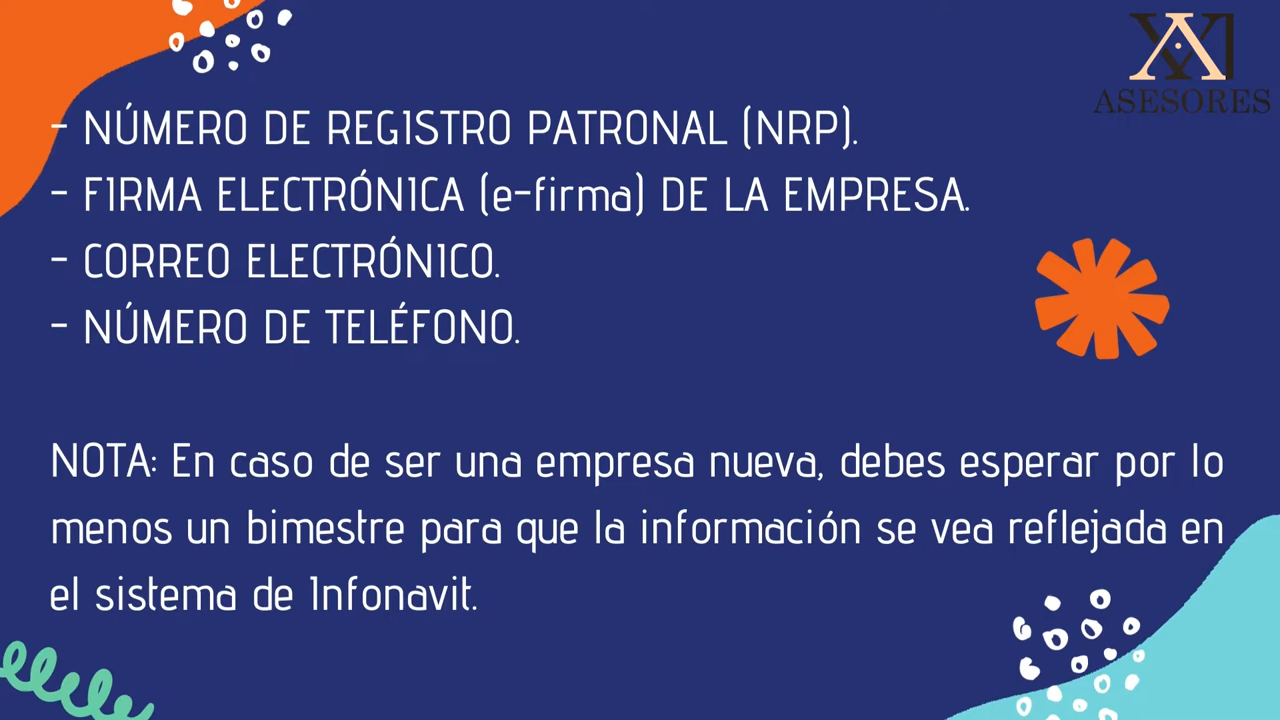 ASESORES
- NÚMERO DE REGISTRO PATRONAL (NRP).
- FIRMA ELECTRÓNICA (e-firma) DE LA EMPRESA.
- CORREO ELECTRÓNICO.
- NÚMERO DE TELÉFONO.
NOTA: En caso de ser una empresa nueva, debes esperar por lo
menos un bimestre para que la información se vea reflejada en
el sistema de Infonavit.